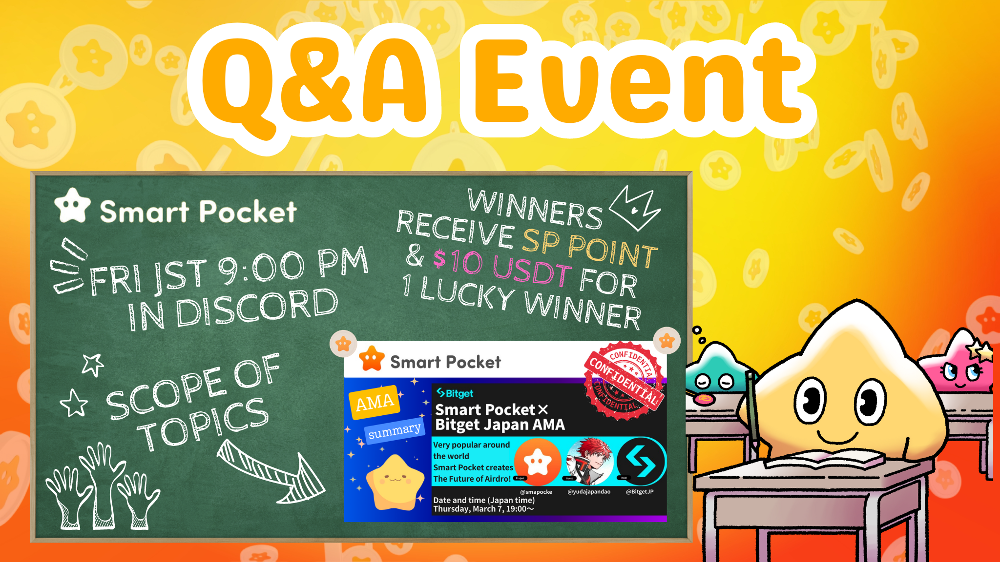 Q&A Event
Smart Pocket
FRI JST 9:00 PM
IN DISCORD
WINNERS
RECEIVE SP POINT
& $10 USDT FOR
1 LUCKY WINNER
SCOPE OF
TOPICS
Smart Pocket
CONFIDENTIAL
CONFIDENTIAL
CONFIDENTIAL
AMA
summary
Bitget
Smart Pocket×
Bitget Japan AMA
Very popular around
the world
Smart Pocket creates
The Future of Airdro!
Project
Guest
Host
@smapocke
@yudajapandao
@BitgetJP
Date and time (Japan time)
Thursday, March 7, 19:00～